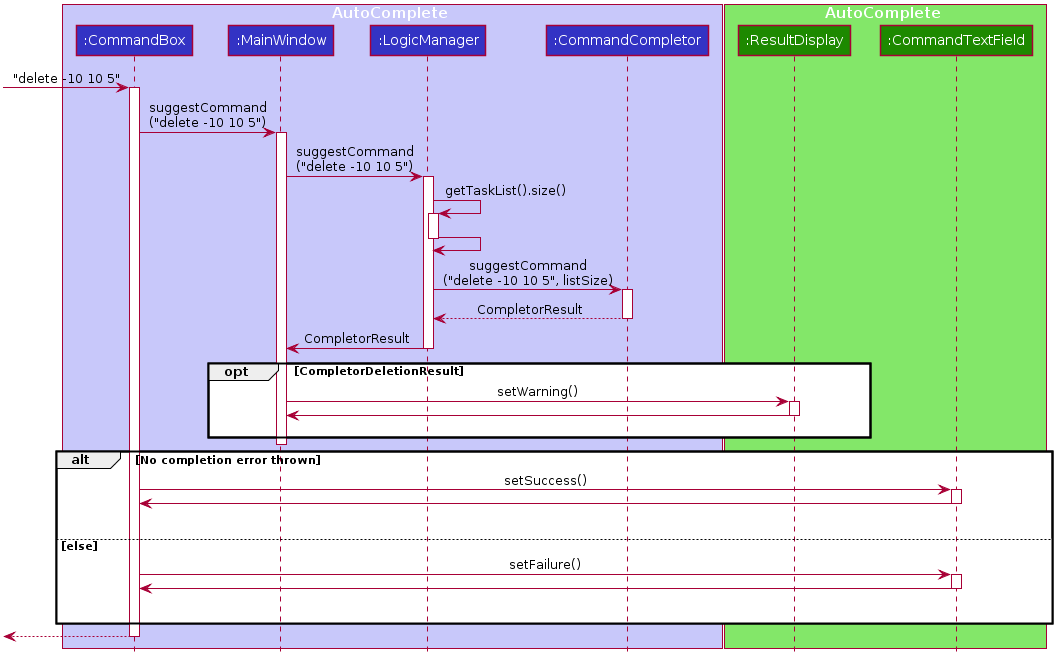 AutoComplete
AutoComplete
:CommandBox
:MainWindow
:LogicManager
:CommandCompletor
:ResultDisplay
:CommandTextField
"delete -10 10 5"
suggestCommand
("delete -10 10 5")
suggestCommand
("delete -10 10 5")
getTaskList().size()
suggestCommand
("delete -10 10 5", listSize)
CompletorResult
CompletorResult
opt
[CompletorDeletionResult]
setWarning()
alt
[No completion error thrown]
setSuccess()
[else]
setFailure()